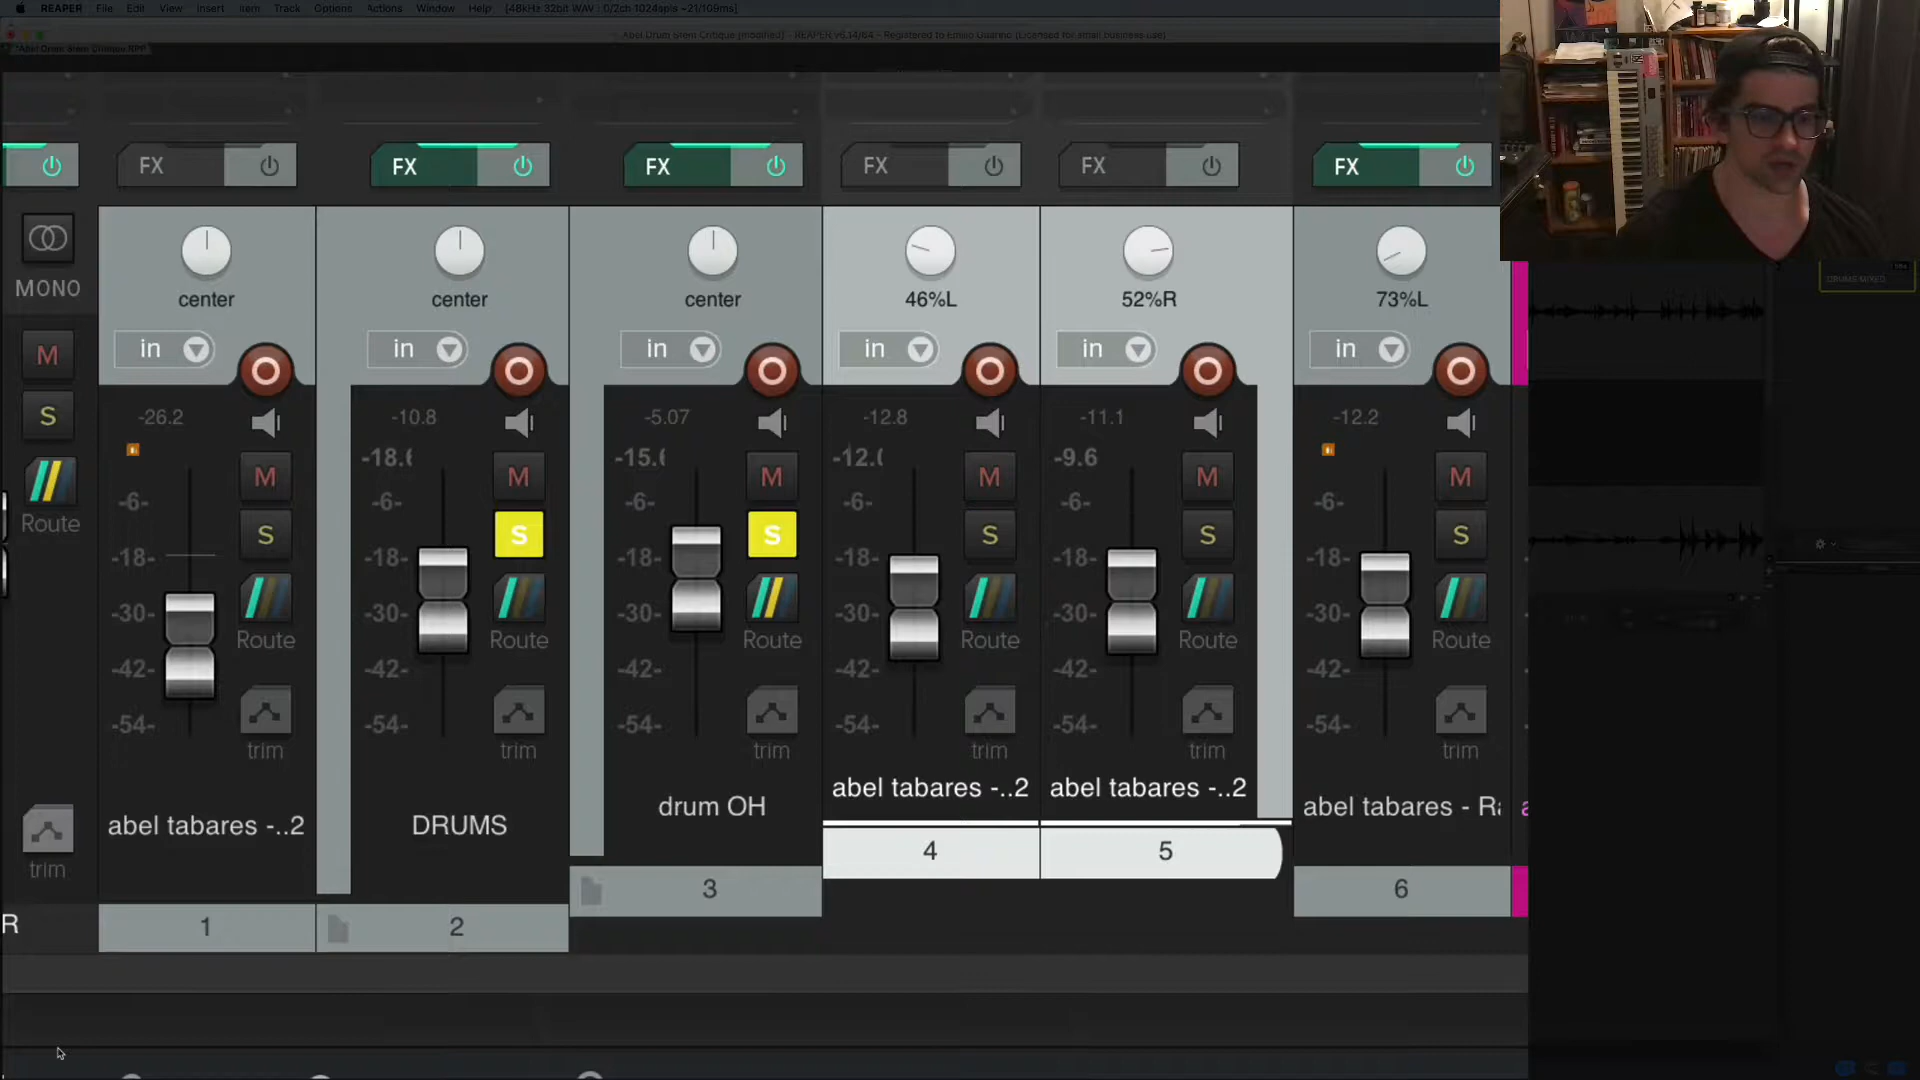 REAPER File Edit View Insert Item Track Options Actions Window Help [48kHz 32bit WAV : 0/2ch 1024spls ~21/109ms]
Abel Drum Stem Critique [modified] - REAPER v6.14/64 - Registered to Emilio Guarino (Licensed for small business use)
*Abel Drum Stem Critique.RPP
FX FX FX FX FX FX
MONO
center center center 46%L 52%R 73%L
in in in in in in
M
-26.2 -10.8 -5.07 -12.8 -11.1 -12.2
S
-18.6 -15.6 -12.0 -9.6
M M M M M M
-6- -6- -6- -6- -6- -6-
S S S S S S
Route
-18- -18- -18- -18- -18- -18-
-30- -30- -30- -30- -30- -30-
Route Route Route Route Route Route
-42- -42- -42- -42- -42- -42-
-54- -54- -54- -54- -54- -54-
trim trim trim trim trim trim
abel tabares -..2 DRUMS drum OH abel tabares -..2 abel tabares -..2 abel tabares - Ra
trim
R
1 2 3 4 5 6
DRUMS MIXED